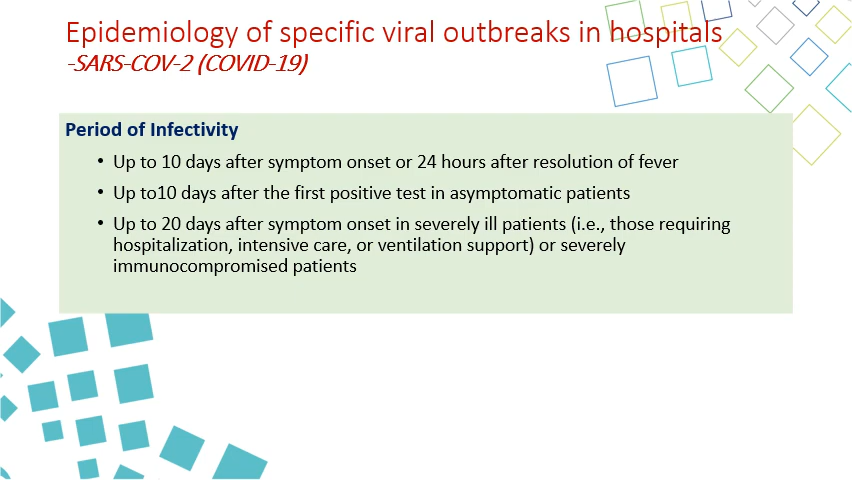 Epidemiology of specific viral outbreaks in hospitals
-SARS-COV-2 (COVID-19)
Period of Infectivity
• Up to 10 days after symptom onset or 24 hours after resolution of fever
• Up to10 days after the first positive test in asymptomatic patients
• Up to 20 days after symptom onset in severely ill patients (i.e., those requiring
hospitalization, intensive care, or ventilation support) or severely
immunocompromised patients